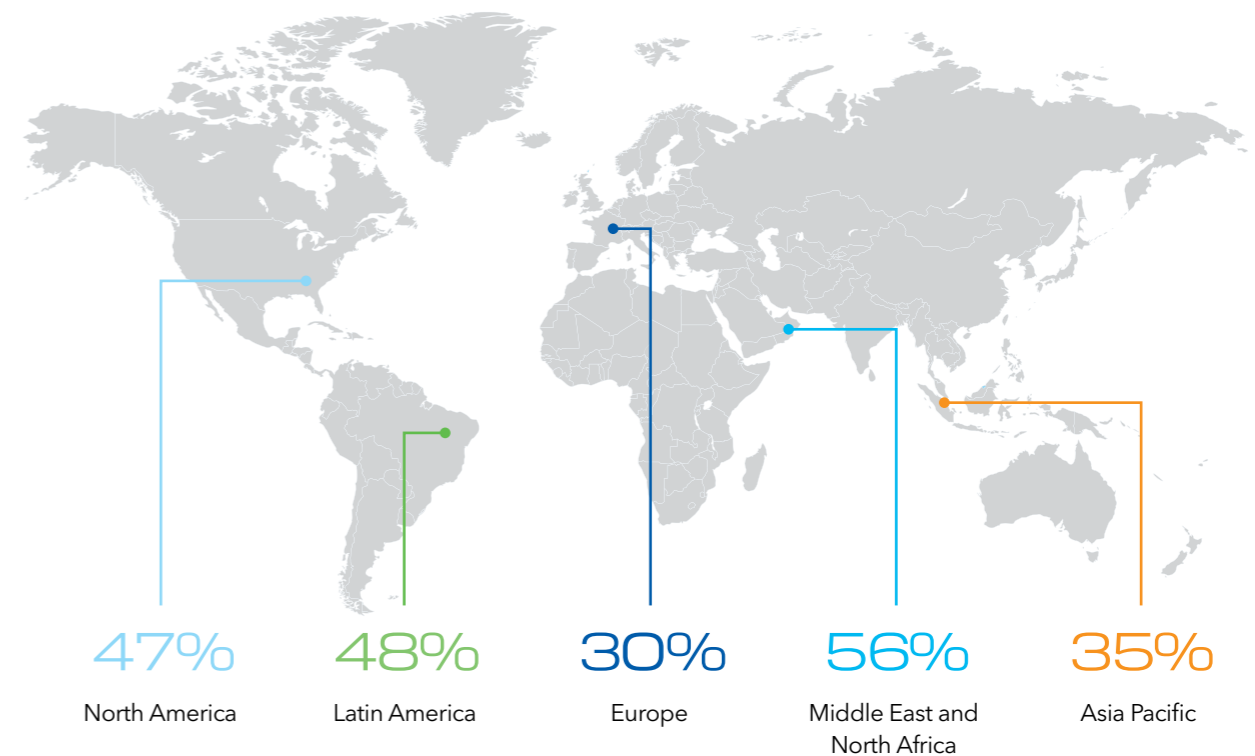 47%
North America
48%
Latin America
30%
Europe
56%
Middle East and
North Africa
35%
Asia Pacific